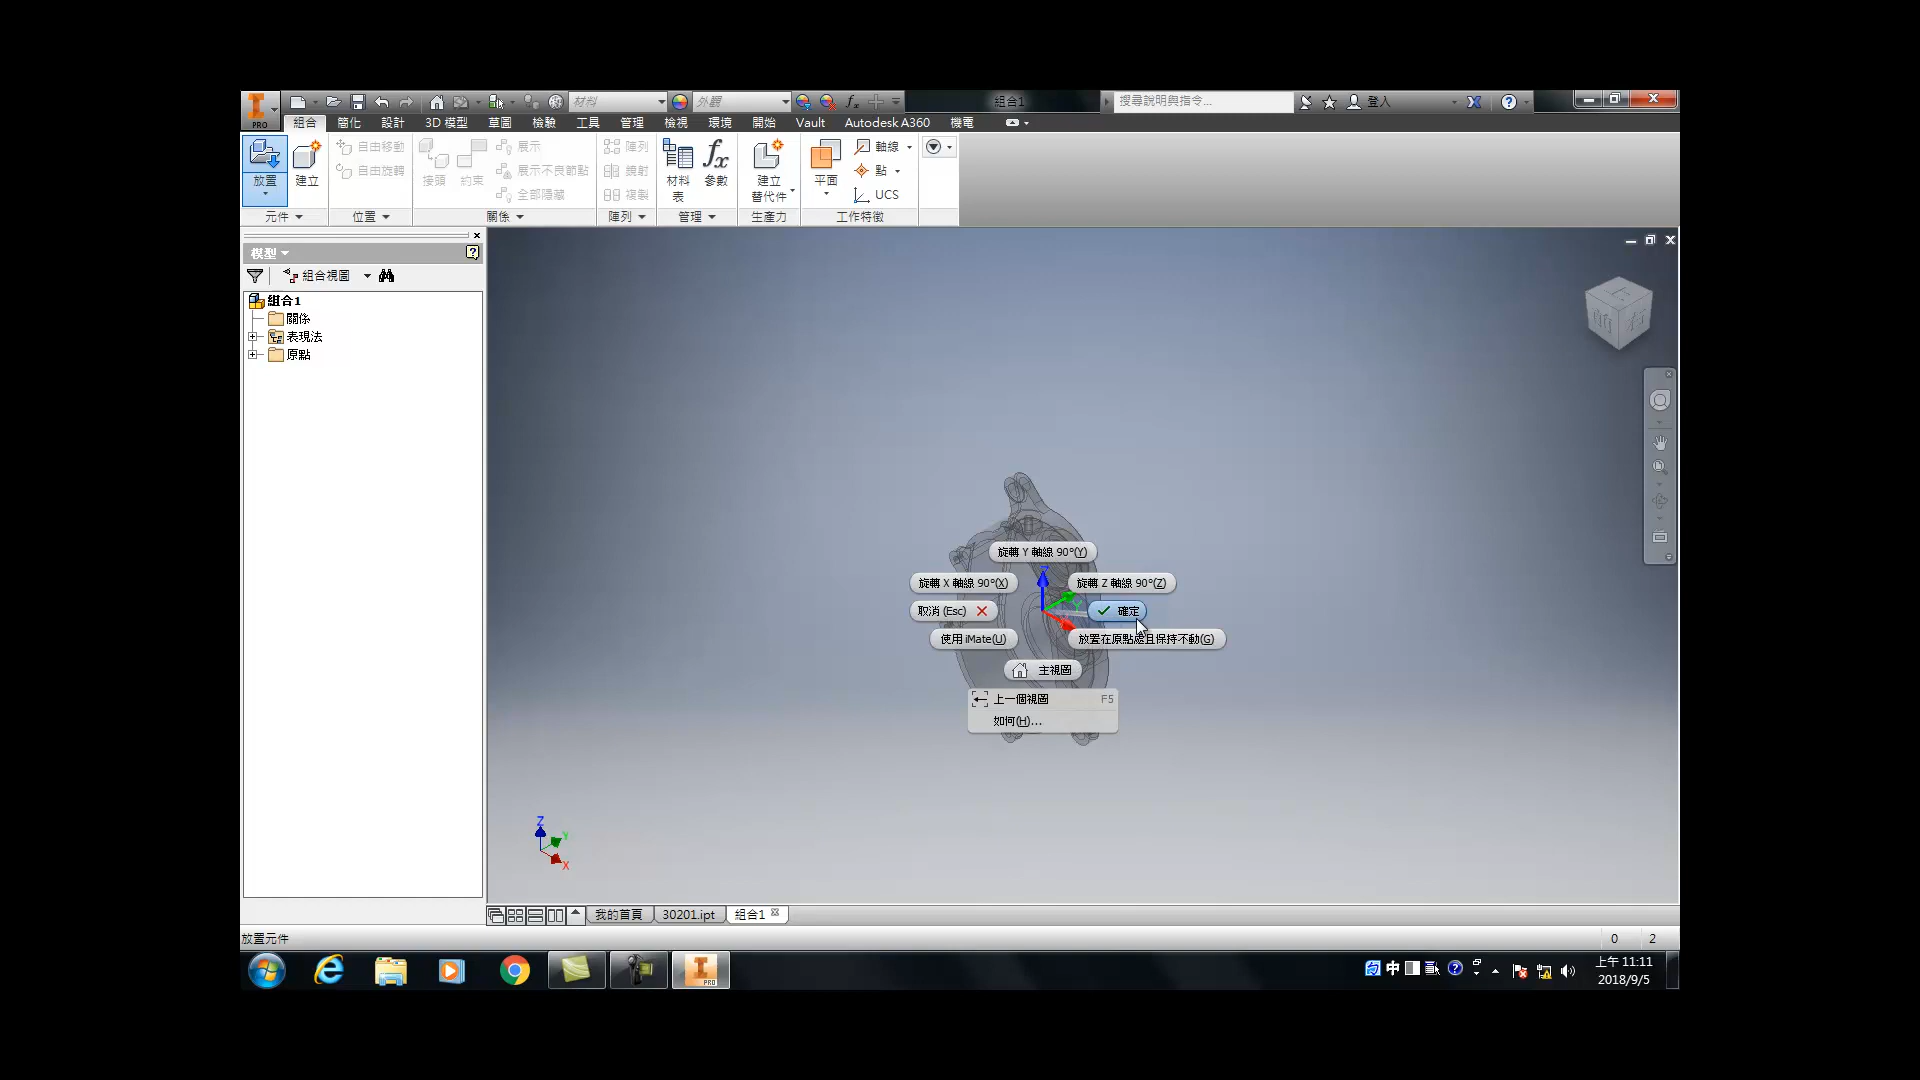 材料
外觀
組合1
搜尋說明與指令...
登入
PRO
組合 簡化 設計 3D 模型 草圖 檢驗 工具 管理 檢視 環境 開始 Vault Autodesk A360 機電
放置
建立
自由移動
自由旋轉
接頭
約束
展示
展示不良節點
全部隱藏
陣列
鏡射
複製
材料表
參數
建立替代件
平面
軸線
點
UCS
元件 位置 關係 陣列 管理 生產力 工作特徵
模型
組合視圖
組合1
關係
表現法
原點
上
前
右
旋轉 Y 軸線 90°(Y)
旋轉 X 軸線 90°(X)
旋轉 Z 軸線 90°(Z)
取消 (Esc)
確定
使用 iMate(U)
放置在原點處且保持不動(G)
主視圖
上一個視圖 F5
如何(H)...
Z
Y
X
我的首頁 30201.ipt 組合1
放置元件
0 2
中
上午 11:11
2018/9/5
PRO